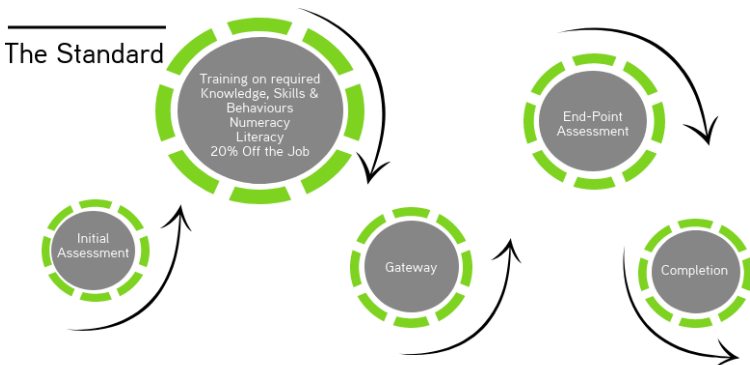 The Standard
Initial
Assessment
Training on required
Knowledge, Skills &
Behaviours
Numeracy
Literacy
20% Off the Job
Gateway
End-Point
Assessment
Completion